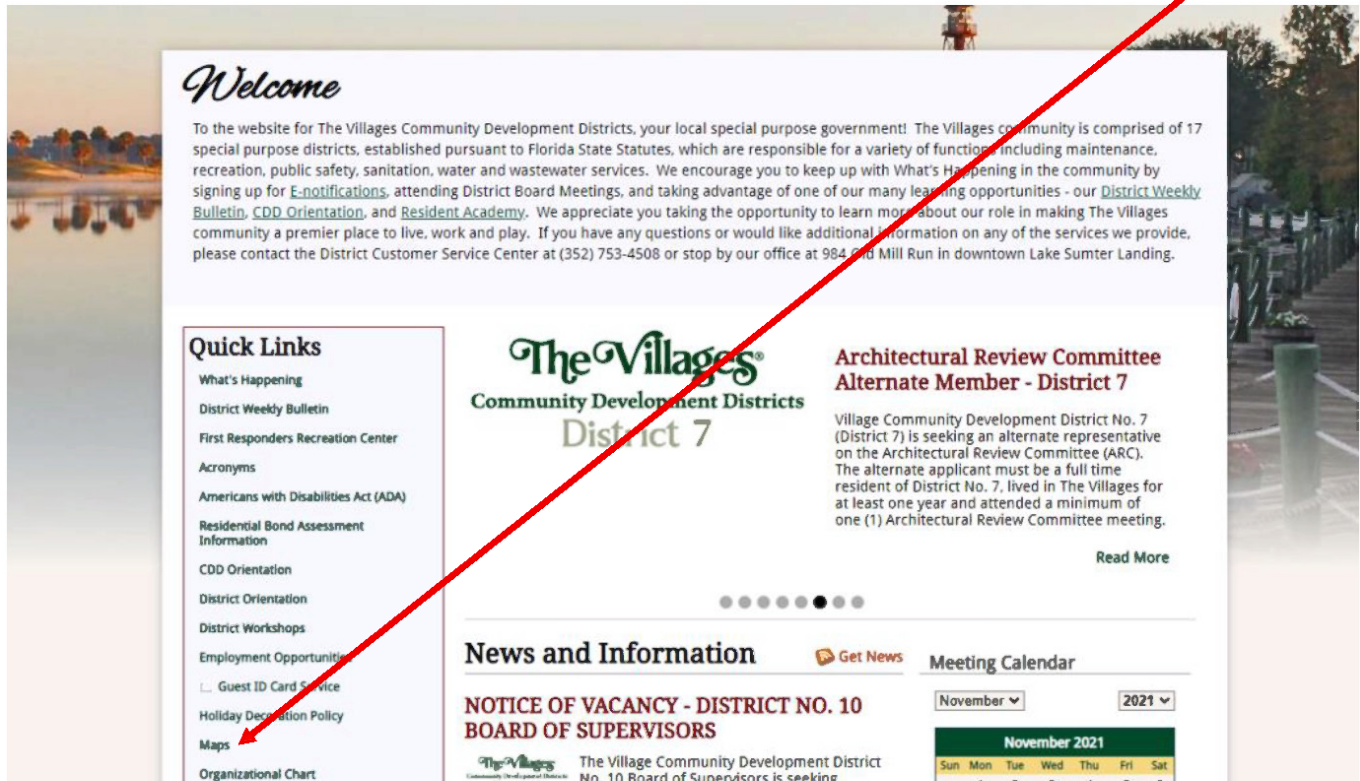 Welcome
To the website for The Villages Community Development Districts, your local special purpose government! The Villages community is comprised of 17
special purpose districts, established pursuant to Florida State Statutes, which are responsible for a variety of functions including maintenance,
recreation, public safety, sanitation, water and wastewater services. We encourage you to keep up with What's Happening in the community by
signing up for E-notifications, attending District Board Meetings, and taking advantage of one of our many learning opportunities - our District Weekly
Bulletin, CDD Orientation, and Resident Academy. We appreciate you taking the opportunity to learn more about our role in making The Villages
community a premier place to live, work and play. If you have any questions or would like additional information on any of the services we provide,
please contact the District Customer Service Center at (352) 753-4508 or stop by our office at 984 Old Mill Run in downtown Lake Sumter Landing.
Quick Links
What's Happening
District Weekly Bulletin
First Responders Recreation Center
Acronyms
Americans with Disabilities Act (ADA)
Residential Bond Assessment
Information
CDD Orientation
District Orientation
District Workshops
Employment Opportunities
Guest ID Card Service
Holiday Decoration Policy
Maps
Organizational Chart
The Villages®
Community Development Districts
District 7
Architectural Review Committee
Alternate Member - District 7
Village Community Development District No. 7
(District 7) is seeking an alternate representative
on the Architectural Review Committee (ARC).
The alternate applicant must be a full time
resident of District No. 7, lived in The Villages for
at least one year and attended a minimum of
one (1) Architectural Review Committee meeting.
Read More
News and Information
Get News
NOTICE OF VACANCY - DISTRICT NO. 10
BOARD OF SUPERVISORS
The Villages
Community Development Districts
The Village Community Development District
No. 10 Board of Supervisors is seeking
Meeting Calendar
November 2021
November 2021
Sun Mon Tue Wed Thu Fri Sat